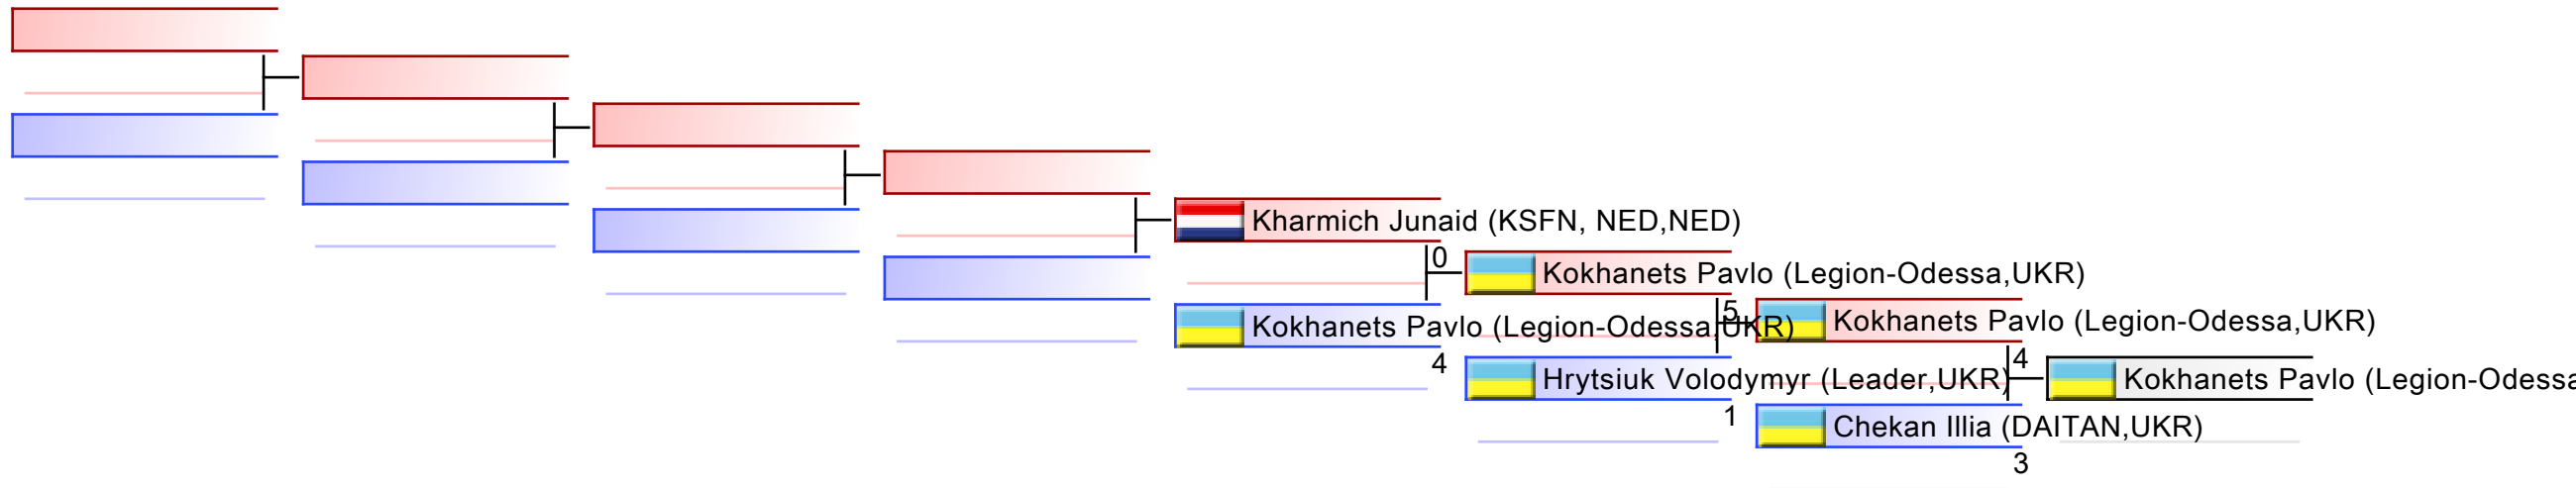 Kharmich Junaid (KSFN, NED,NED)
0
Kokhanets Pavlo (Legion-Odessa,UKR)
Kokhanets Pavlo (Legion-Odessa,UKR)
4
5
Kokhanets Pavlo (Legion-Odessa,UKR)
Hrytsiuk Volodymyr (Leader,UKR)
1
4
Kokhanets Pavlo (Legion-Odessa
Chekan Illia (DAITAN,UKR)
3